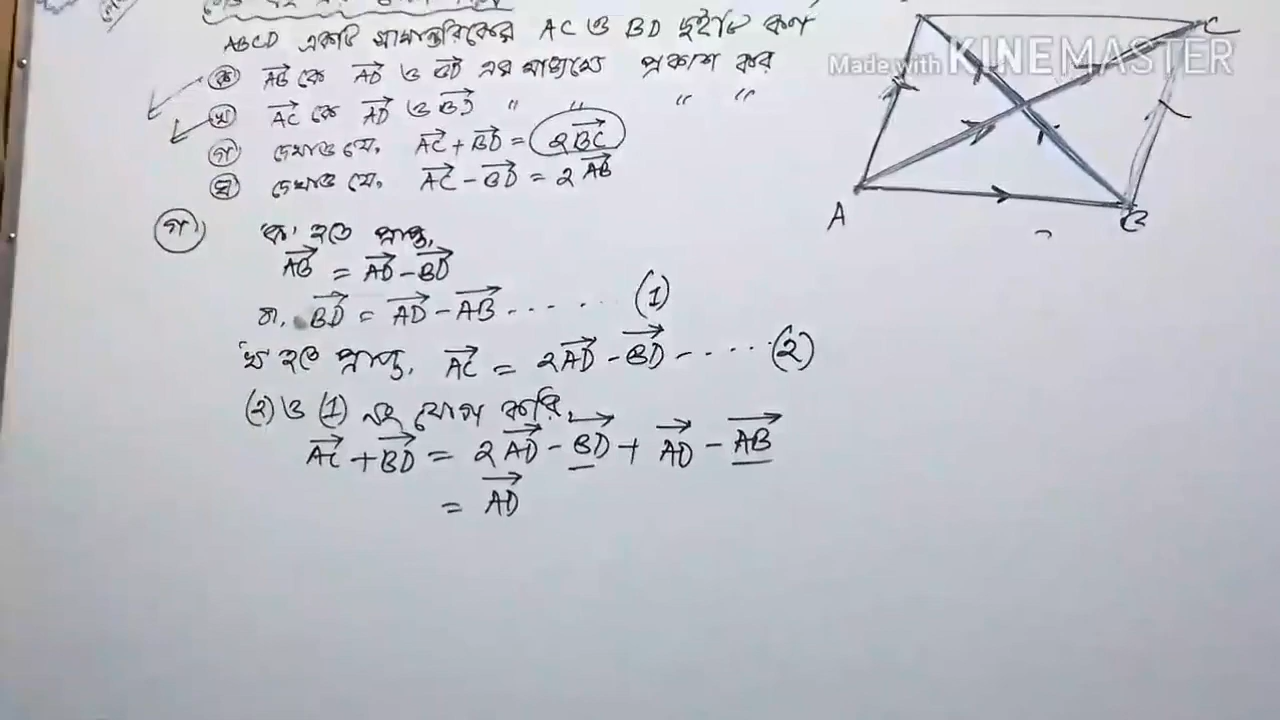 ABCD একটি সামান্তরিকের AC ও BD দুইটি কর্ণ
(ক) AB কে AD ও BD এর মাধ্যমে প্রকাশ কর
(খ) AC কে AD ও BD " " " "
(গ) দেখাও যে, AC + BD = 2BC
(ঘ) দেখাও যে, AC - BD = 2AB
(গ) 'ক' হতে প্রাপ্ত,
AB = AD - BD
বা, BD = AD - AB ...... (1)
'খ' হতে প্রাপ্ত, AC = 2AD - BD ...... (2)
(2) ও (1) নং যোগ করি,
AC + BD = 2AD - BD + AD - AB
= AD
A
B
C
Made with KINEMASTER